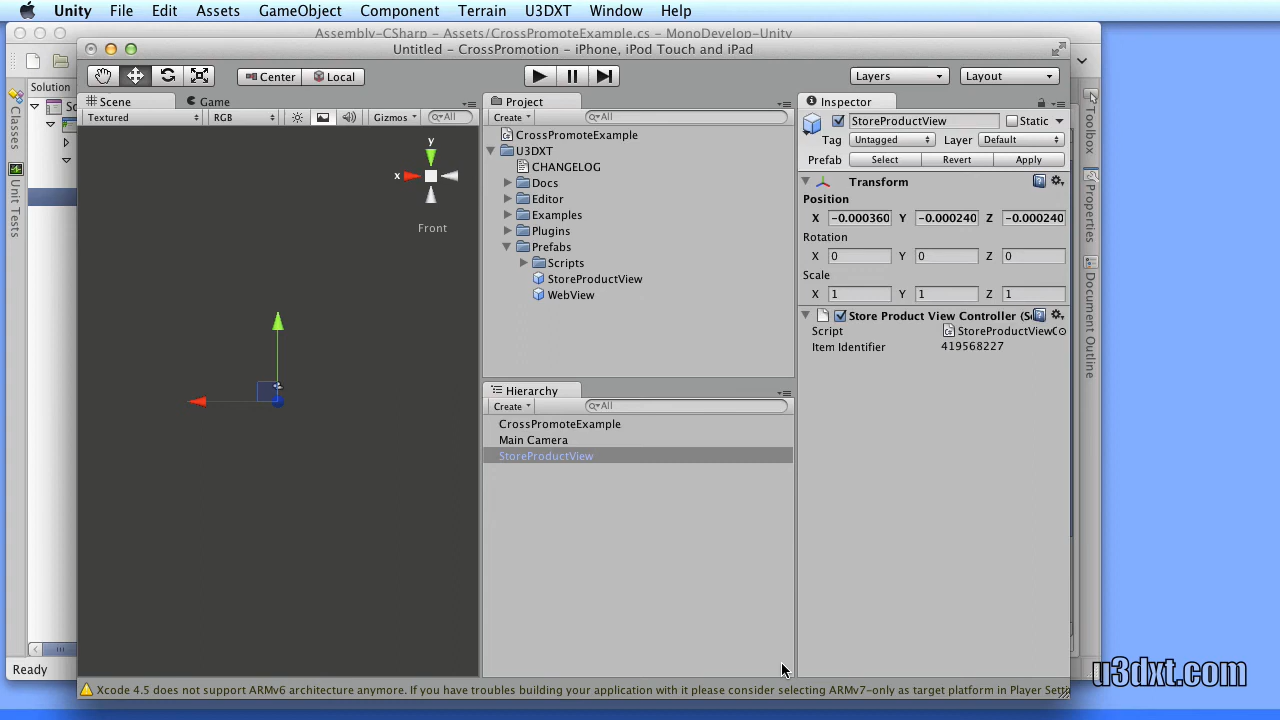 Unity File Edit Assets GameObject Component Terrain U3DXT Window Help
Assembly-CSharp - Assets/CrossPromoteExample.cs - MonoDevelop-Unity
Untitled - CrossPromotion - iPhone, iPod Touch and iPad
Center Local Layers Layout
Solution
Classes
Unit Tests
Ready
Scene Game
Textured RGB Gizmos All
y
x
Front
Project
Create All
CrossPromoteExample
U3DXT
CHANGELOG
Docs
Editor
Examples
Plugins
Prefabs
Scripts
StoreProductView
WebView
Hierarchy
Create All
CrossPromoteExample
Main Camera
StoreProductView
Inspector
StoreProductView Static
Tag Untagged Layer Default
Prefab Select Revert Apply
Transform
Position
X -0.000360 Y -0.000240 Z -0.000240
Rotation
X 0 Y 0 Z 0
Scale
X 1 Y 1 Z 1
Store Product View Controller (S
Script StoreProductViewC
Item Identifier 419568227
Toolbox
Properties
Document Outline
Xcode 4.5 does not support ARMv6 architecture anymore. If you have troubles building your application with it please consider selecting ARMv7-only as target platform in Player Setti
u3dxt.com